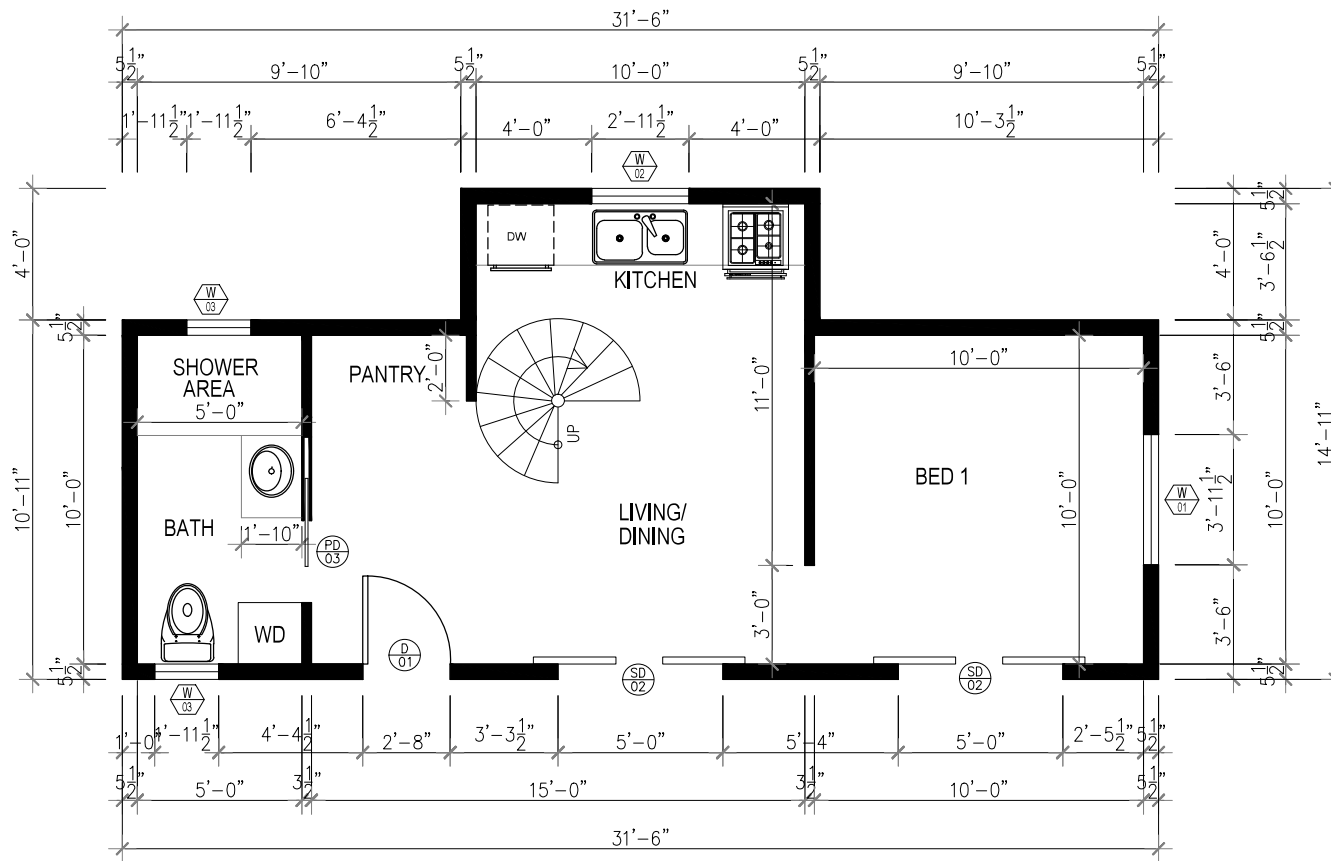 31'-6"
5½" 9'-10" 5½" 10'-0" 5½" 9'-10" 5½"
1'-11½" 1'-11½" 6'-4½" 4'-0" 2'-11½" 4'-0" 10'-3½"
W
02
W
03
4'-0"
10'-11"
5½"
10'-0"
5½"
DW
KITCHEN
SHOWER
AREA
5'-0"
PANTRY
2'-0"
UP
11'-0"
3'-0"
10'-0"
10'-0"
BED 1
LIVING/
DINING
BATH
1'-10"
PD
03
WD
D
01
SD
02
SD
02
W
03
W
01
5½"
4'-0"
3'-6½"
5½"
3'-6"
3'-11½"
10'-0"
3'-6"
5½"
14'-11"
1'-0" 1'-11½" 4'-4½" 2'-8" 3'-3½" 5'-0" 5'-4" 5'-0" 2'-5½" 5½"
5½" 5'-0" 3½" 15'-0" 3½" 10'-0" 5½"
31'-6"